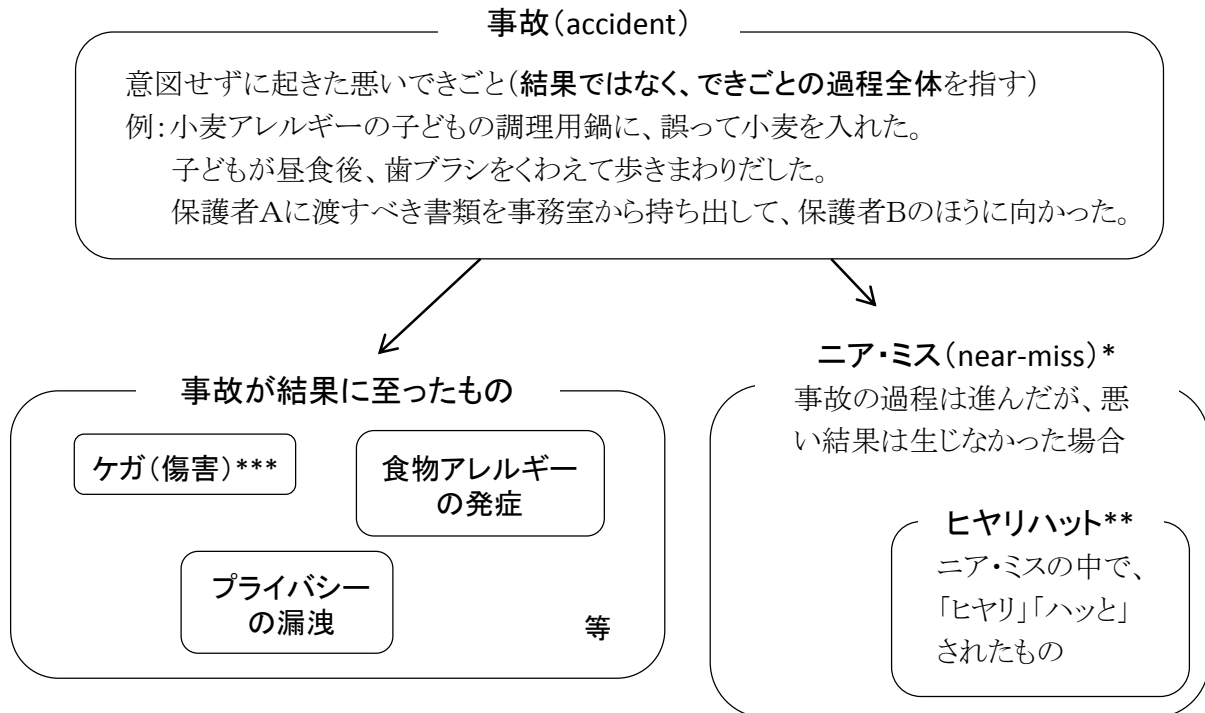 事故（accident）
意図せずに起きた悪いできごと（結果ではなく、できごとの過程全体を指す）
例：小麦アレルギーの子どもの調理用鍋に、誤って小麦を入れた。
子どもが昼食後、歯ブラシをくわえて歩きまわりだした。
保護者Aに渡すべき書類を事務室から持ち出して、保護者Bのほうに向かった。
事故が結果に至ったもの
ケガ（傷害）***
食物アレルギー
の発症
プライバシー
の漏洩
等
ニア・ミス（near-miss）*
事故の過程は進んだが、悪
い結果は生じなかった場合
ヒヤリハット**
ニア・ミスの中で、
「ヒヤリ」「ハッと」
されたもの